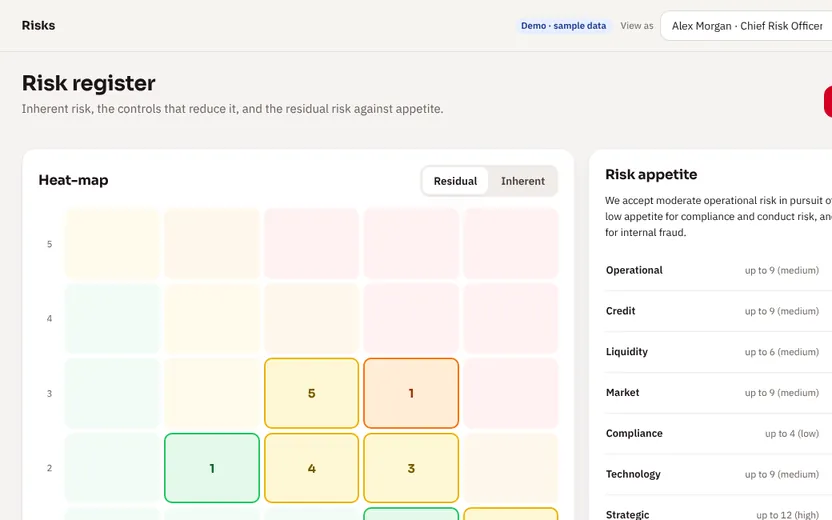 Risks
Demo · sample data
View as
Alex Morgan · Chief Risk Officer
Risk register
Inherent risk, the controls that reduce it, and the residual risk against appetite.
Heat-map
Residual
Inherent
5
4
3
5
1
2
1
4
3
Risk appetite
We accept moderate operational risk in pursuit
low appetite for compliance and conduct risk,
for internal fraud.
Operational
up to 9 (medium)
Credit
up to 9 (medium)
Liquidity
up to 6 (medium)
Market
up to 9 (medium)
Compliance
up to 4 (low)
Technology
up to 9 (medium)
Strategic
up to 12 (high)